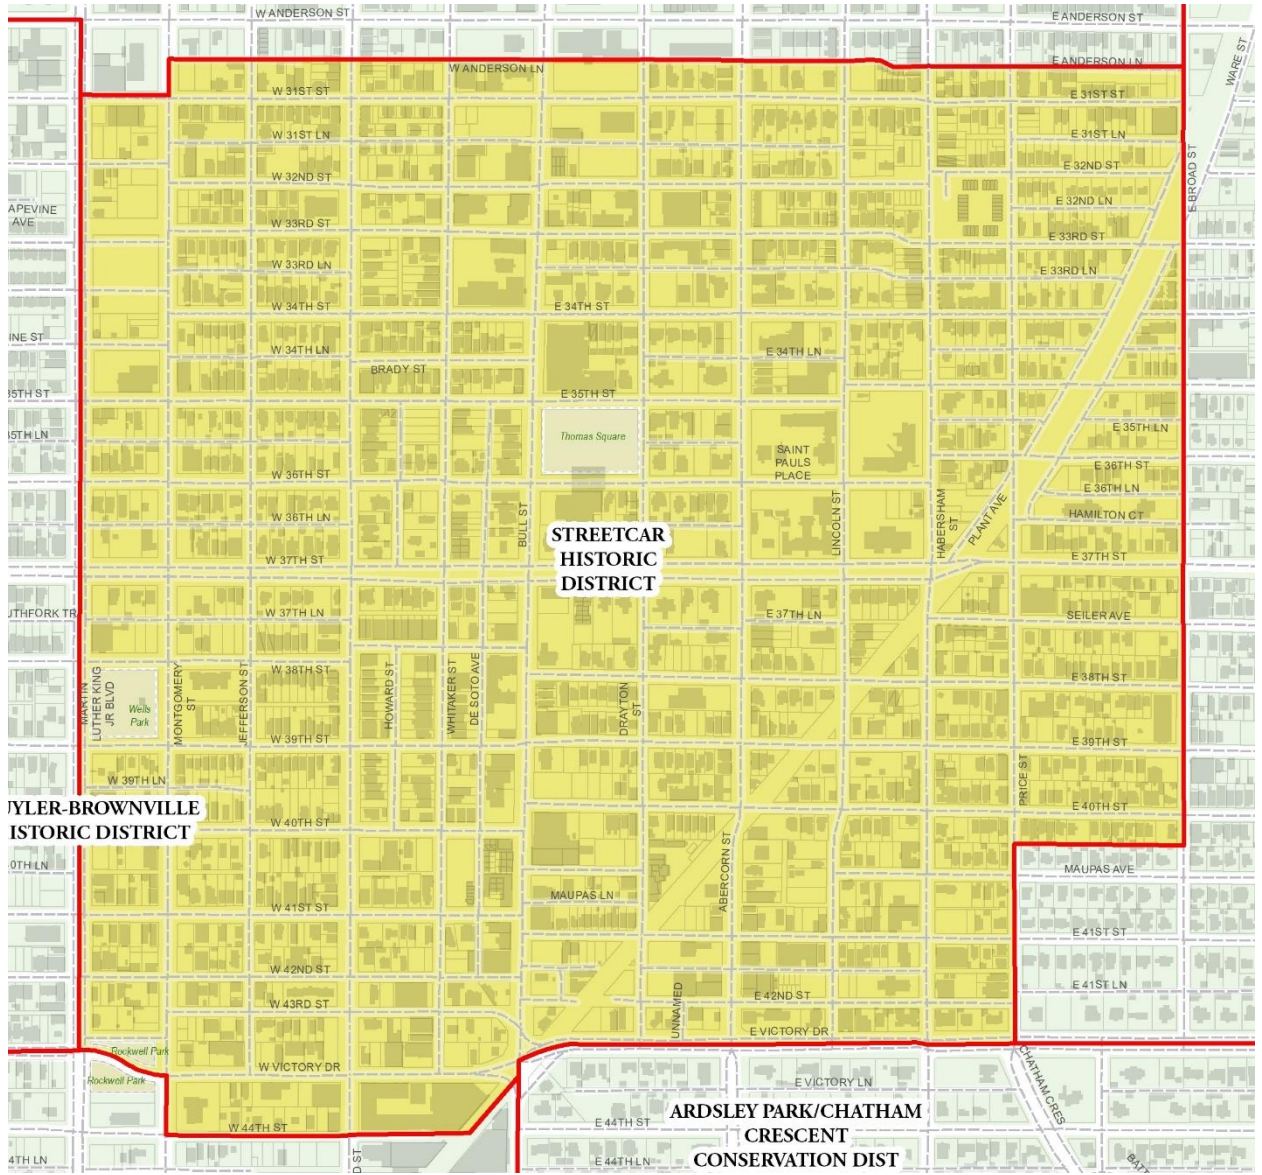 W ANDERSON ST
E ANDERSON ST
W ANDERSON LN
E ANDERSON LN
WARE ST
W 31ST ST
E 31ST ST
W 31ST LN
E 31ST LN
W 32ND ST
E 32ND ST
E BROAD ST
APEVINE
AVE
E 32ND LN
W 33RD ST
E 33RD ST
W 33RD LN
E 33RD LN
W 34TH ST
E 34TH ST
INE ST
W 34TH LN
E 34TH LN
BRADY ST
35TH ST
E 35TH ST
35TH LN
Thomas Square
E 35TH LN
SAINT
PAULS
PLACE
W 36TH ST
E 36TH ST
E 36TH LN
W 36TH LN
BULL ST
LINCOLN ST
HABERSHAM
ST
PLANT AVE
HAMILTON CT
STREETCAR
HISTORIC
DISTRICT
W 37TH ST
E 37TH ST
UTHFORK TR
W 37TH LN
E 37TH LN
SEILER AVE
W 38TH ST
E 38TH ST
MARTIN
LUTHER KING
JR BLVD
Wells
Park
MONTGOMERY
ST
JEFFERSON ST
HOWARD ST
WHITAKER ST
DE SOTO AVE
DRAYTON
ST
W 39TH ST
E 39TH ST
W 39TH LN
PRICE ST
UYLER-BROWNVILLE
ISTORIC DISTRICT
W 40TH ST
E 40TH ST
0TH LN
ABERCORN ST
MAUPAS AVE
MAUPAS LN
W 41ST ST
E 41ST ST
W 42ND ST
E 41ST LN
W 43RD ST
UNNAMED
E 42ND ST
E VICTORY DR
Rockwell Park
W VICTORY DR
Rockwell Park
E VICTORY LN
CHATHAM CRES
ARDSLEY PARK/CHATHAM
CRESCENT
CONSERVATION DIST
E 44TH ST
W 44TH ST
4TH LN
D ST
E 44TH LN
BATT